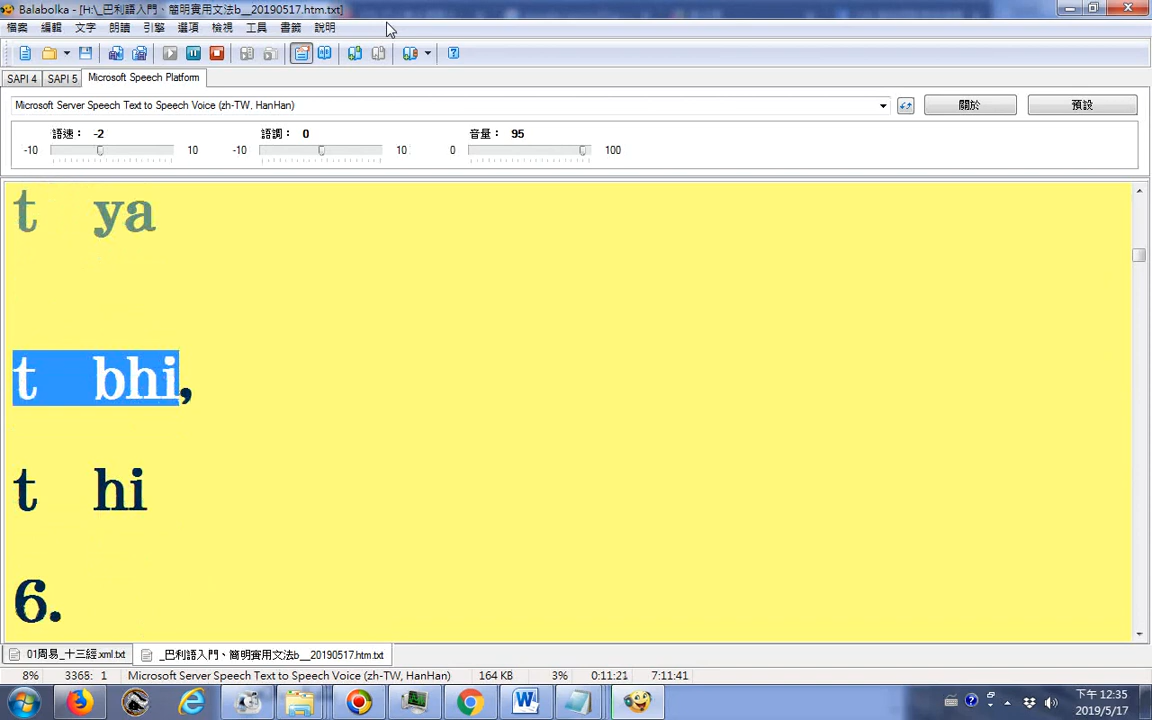 Balabolka - [H:\_巴利語入門、簡明實用文法b__20190517.htm.txt]
檔案 編輯 文字 朗讀 引擎 選項 檢視 工具 書籤 說明
SAPI 4 SAPI 5 Microsoft Speech Platform
Microsoft Server Speech Text to Speech Voice (zh-TW, HanHan) 關於 預設
語速： -2 語調： 0 音量： 95
-10 10 -10 10 0 100
t ya
t bhi,
t hi
6.
01周易_十三經.xml.txt _巴利語入門、簡明實用文法b__20190517.htm.txt
8% 3368: 1 Microsoft Server Speech Text to Speech Voice (zh-TW, HanHan) 164 KB 3% 0:11:21 7:11:41
下午 12:35
2019/5/17